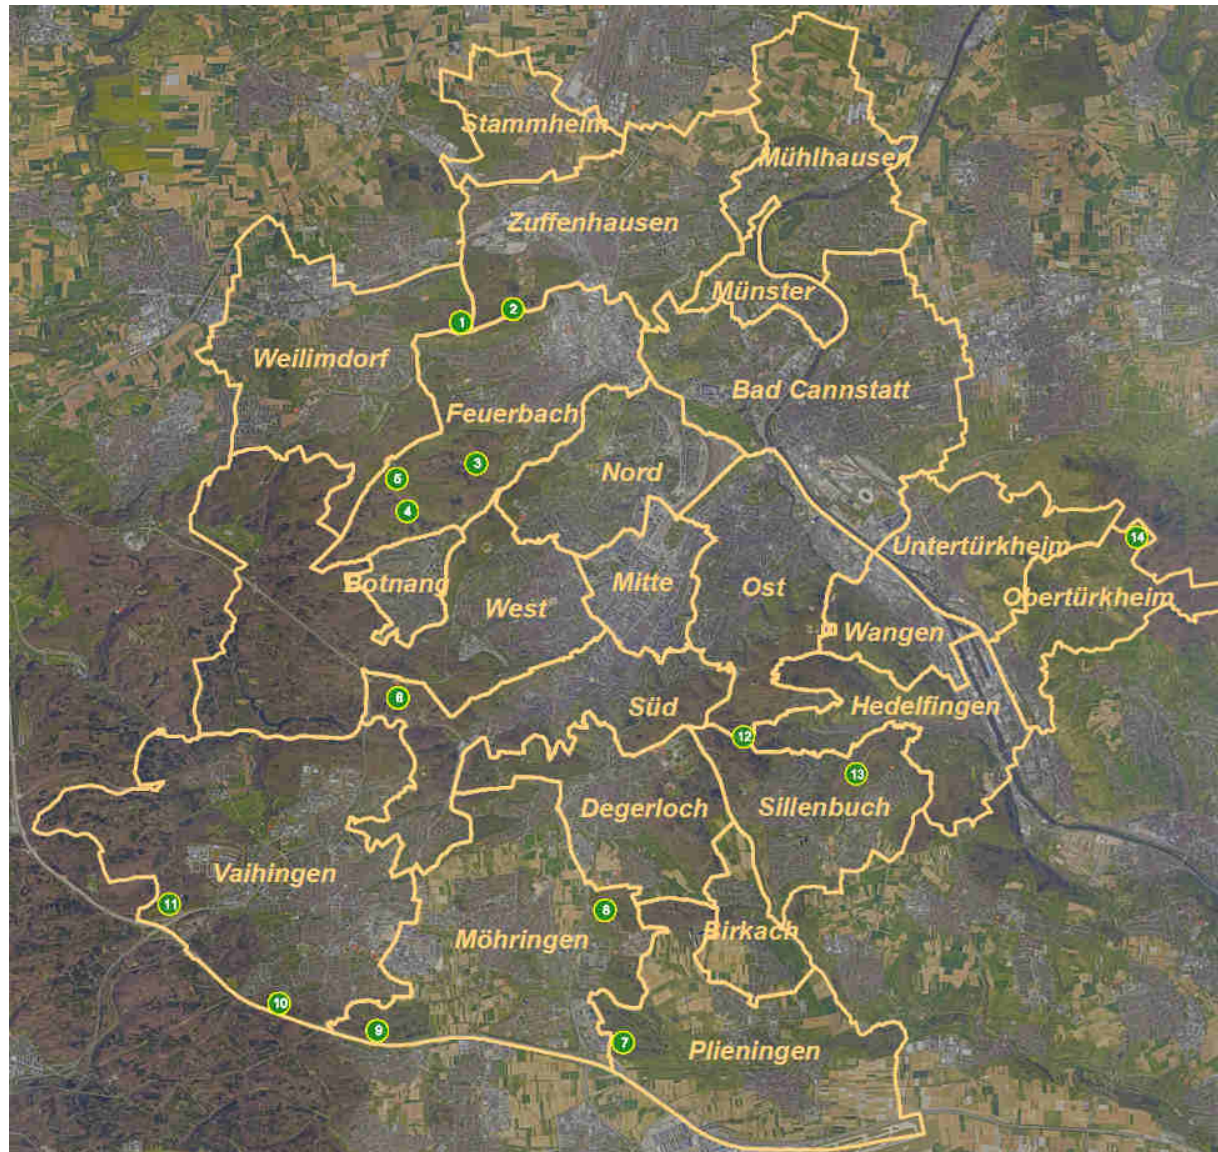 Stammheim
Mühlhausen
Zuffenhausen
Münster
1
2
Weilimdorf
Bad Cannstatt
Feuerbach
3
Nord
5
4
Untertürkheim
14
Botnang
Mitte
Ost
West
Obertürkheim
Wangen
6
Süd
Hedelfingen
12
13
Degerloch
Sillenbuch
Vaihingen
11
8
Möhringen
Birkach
10
9
7
Plieningen